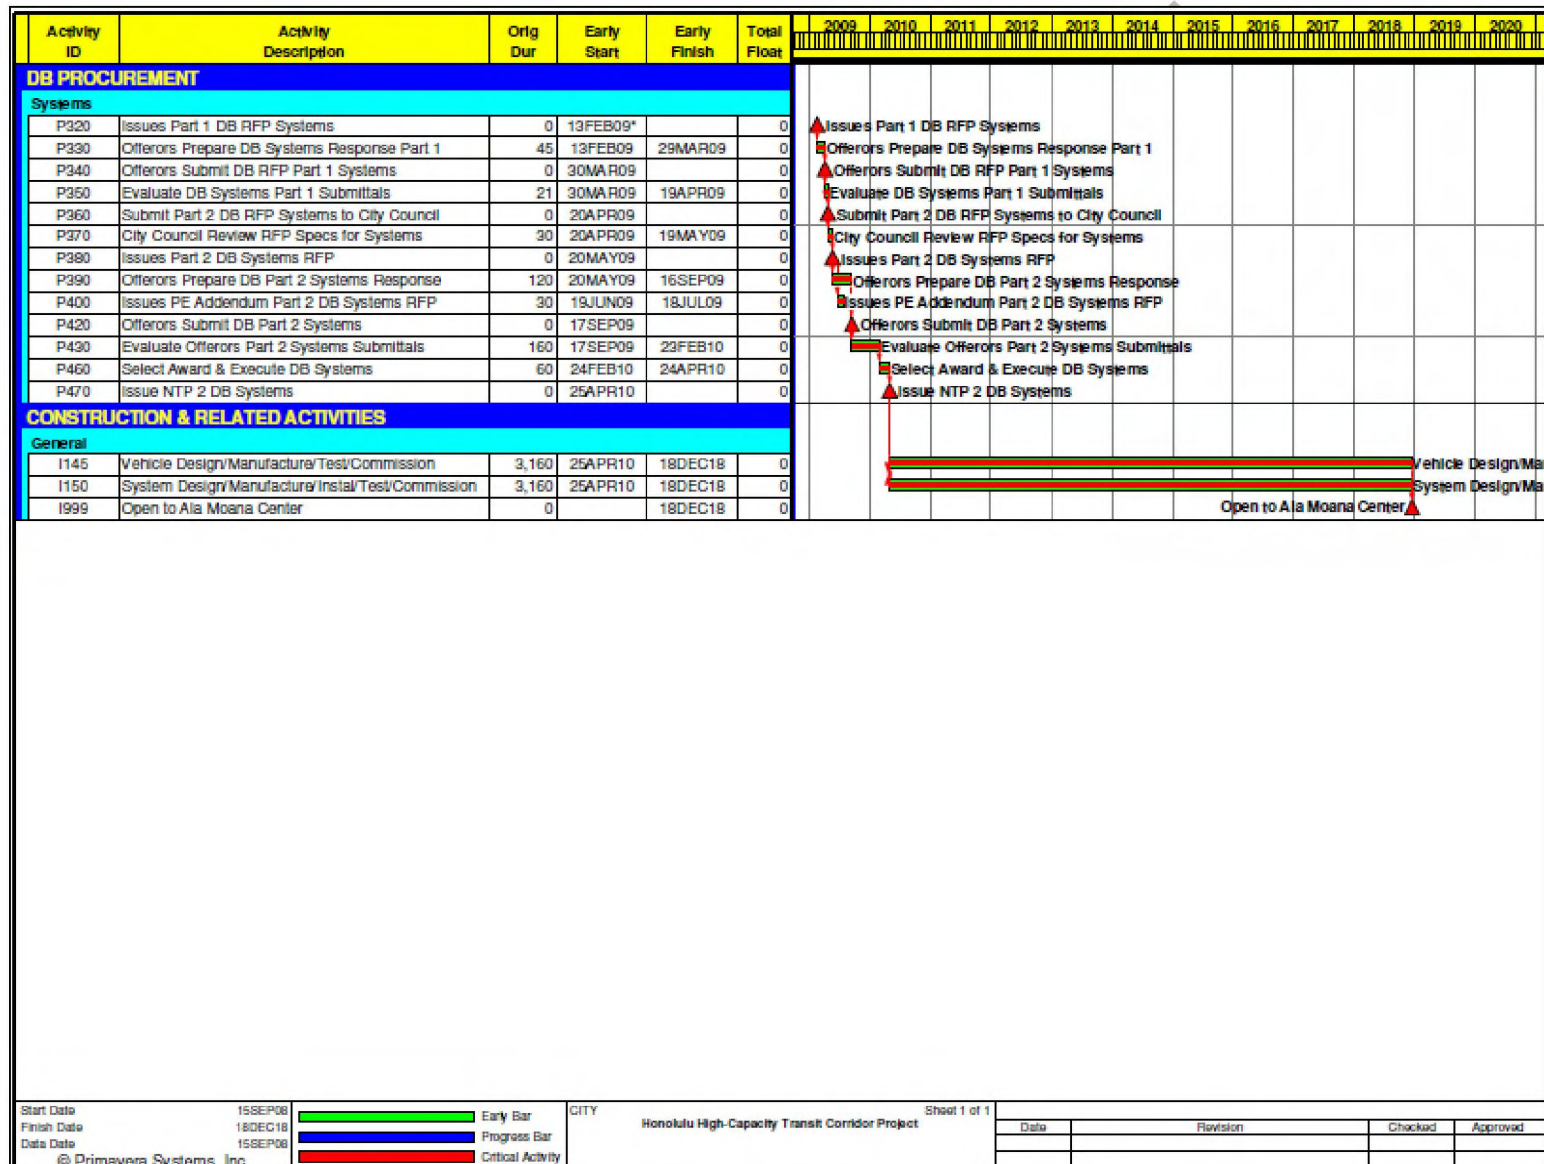 Activity ID Activity Description Orig Dur Early Start Early Finish Total Float 2009 2010 2011 2012 2013 2014 2015 2016 2017 2018 2019 2020
DB PROCUREMENT
Systems
P320 Issues Part 1 DB RFP Systems 0 13FEB09* 0 Issues Part 1 DB RFP Systems
P330 Offerors Prepare DB Systems Response Part 1 45 13FEB09 29MAR09 0 Offerors Prepare DB Systems Response Part 1
P340 Offerors Submit DB RFP Part 1 Systems 0 30MAR09 0 Offerors Submit DB RFP Part 1 Systems
P350 Evaluate DB Systems Part 1 Submittals 21 30MAR09 19APR09 0 Evaluate DB Systems Part 1 Submittals
P360 Submit Part 2 DB RFP Systems to City Council 0 20APR09 0 Submit Part 2 DB RFP Systems to City Council
P370 City Council Review RFP Specs for Systems 30 20APR09 19MAY09 0 City Council Review RFP Specs for Systems
P380 Issues Part 2 DB Systems RFP 0 20MAY09 0 Issues Part 2 DB Systems RFP
P390 Offerors Prepare DB Part 2 Systems Response 120 20MAY09 16SEP09 0 Offerors Prepare DB Part 2 Systems Response
P400 Issues PE Addendum Part 2 DB Systems RFP 30 19JUN09 18JUL09 0 Issues PE Addendum Part 2 DB Systems RFP
P420 Offerors Submit DB Part 2 Systems 0 17SEP09 0 Offerors Submit DB Part 2 Systems
P430 Evaluate Offerors Part 2 Systems Submittals 160 17SEP09 23FEB10 0 Evaluate Offerors Part 2 Systems Submittals
P460 Select Award & Execute DB Systems 60 24FEB10 24APR10 0 Select Award & Execute DB Systems
P470 Issue NTP 2 DB Systems 0 25APR10 0 Issue NTP 2 DB Systems
CONSTRUCTION & RELATED ACTIVITIES
General
I145 Vehicle Design/Manufacture/Test/Commission 3,160 25APR10 18DEC18 0 Vehicle Design/Ma
I150 System Design/Manufacture/Instal/Test/Commission 3,160 25APR10 18DEC18 0 System Design/Ma
I999 Open to Ala Moana Center 0 18DEC18 0 Open to Ala Moana Center
Start Date 15SEP08
Finish Date 18DEC18
Data Date 15SEP08
© Primavera Systems, Inc.
Early Bar
Progress Bar
Critical Activity
CITY Sheet 1 of 1
Honolulu High-Capacity Transit Corridor Project
Date Revision Checked Approved